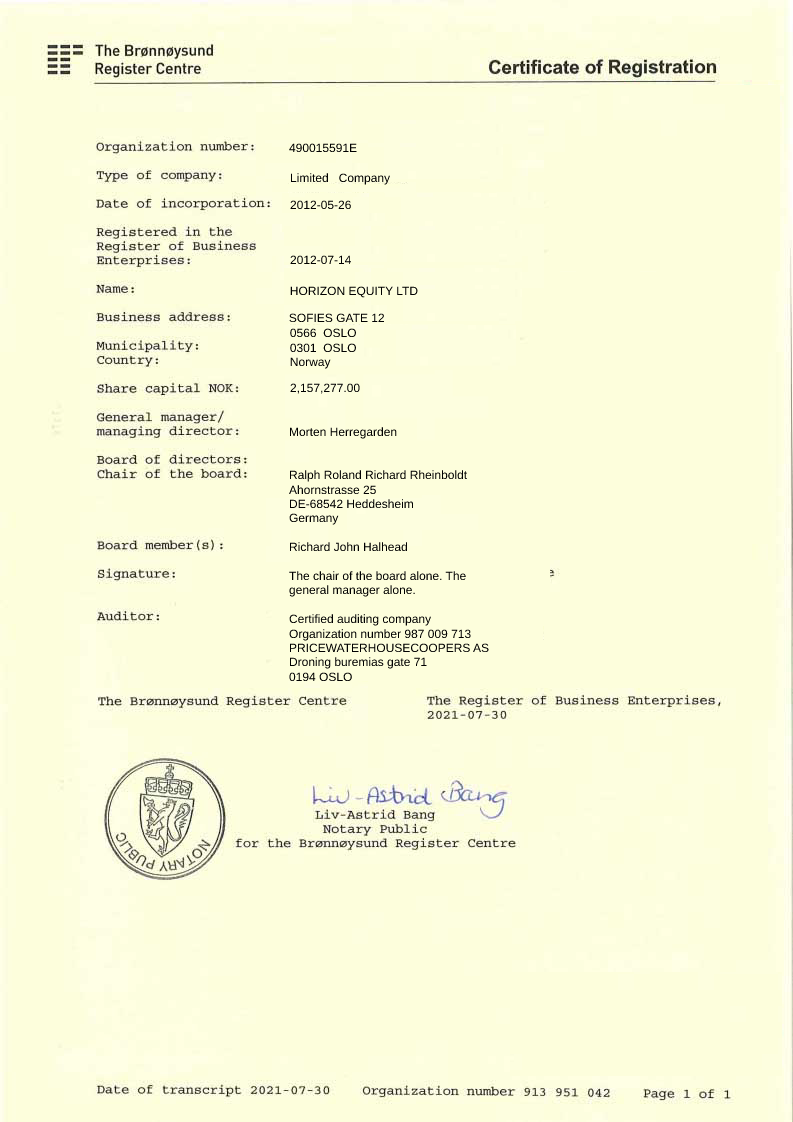 The Brønnøysund
Register Centre
Certificate of Registration
Organization number: 490015591E
Type of company: Limited Company
Date of incorporation: 2012-05-26
Registered in the
Register of Business
Enterprises: 2012-07-14
Name: HORIZON EQUITY LTD
Business address: SOFIES GATE 12
0566 OSLO
Municipality: 0301 OSLO
Country: Norway
Share capital NOK: 2,157,277.00
General manager/
managing director: Morten Herregarden
Board of directors:
Chair of the board: Ralph Roland Richard Rheinboldt
Ahornstrasse 25
DE-68542 Heddesheim
Germany
Board member(s): Richard John Halhead
Signature: The chair of the board alone. The
general manager alone.
Auditor: Certified auditing company
Organization number 987 009 713
PRICEWATERHOUSECOOPERS AS
Droning buremias gate 71
0194 OSLO
The Brønnøysund Register Centre The Register of Business Enterprises,
2021-07-30
Liv-Astrid Bang
Liv-Astrid Bang
Notary Public
for the Brønnøysund Register Centre
NOTARY PUBLIC
Date of transcript 2021-07-30 Organization number 913 951 042 Page 1 of 1